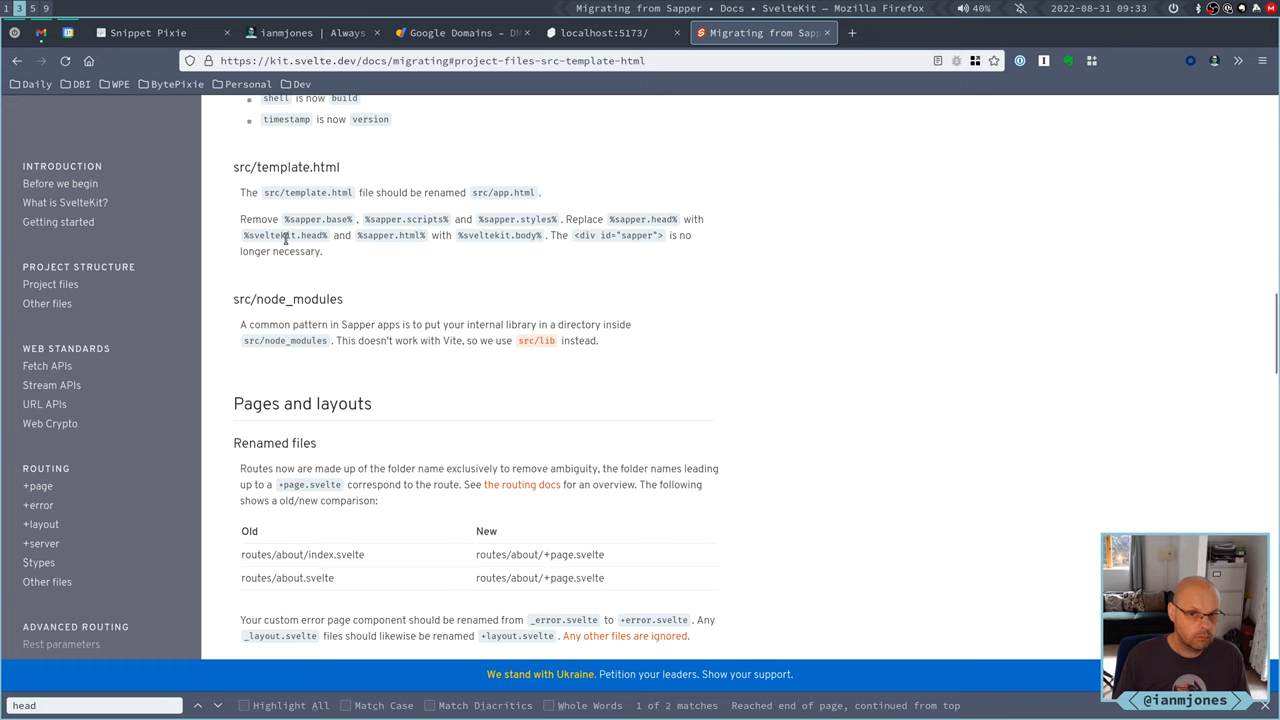 1 3 5 9
Migrating from Sapper • Docs • SvelteKit — Mozilla Firefox
40%
2022-08-31 09:33
Snippet Pixie
ianmjones | Always
Google Domains – DN
localhost:5173/
Migrating from Sapp
https://kit.svelte.dev/docs/migrating#project-files-src-template-html
Daily
DBI
WPE
BytePixie
Personal
Dev
INTRODUCTION
Before we begin
What is SvelteKit?
Getting started
PROJECT STRUCTURE
Project files
Other files
WEB STANDARDS
Fetch APIs
Stream APIs
URL APIs
Web Crypto
ROUTING
+page
+error
+layout
+server
$types
Other files
ADVANCED ROUTING
Rest parameters
shell is now build
timestamp is now version
src/template.html
The src/template.html file should be renamed src/app.html.
Remove %sapper.base%, %sapper.scripts% and %sapper.styles%. Replace %sapper.head% with
%sveltekit.head% and %sapper.html% with %sveltekit.body%. The <div id="sapper"> is no
longer necessary.
src/node_modules
A common pattern in Sapper apps is to put your internal library in a directory inside
src/node_modules. This doesn't work with Vite, so we use src/lib instead.
Pages and layouts
Renamed files
Routes now are made up of the folder name exclusively to remove ambiguity, the folder names leading
up to a +page.svelte correspond to the route. See the routing docs for an overview. The following
shows a old/new comparison:
Old New
routes/about/index.svelte routes/about/+page.svelte
routes/about.svelte routes/about/+page.svelte
Your custom error page component should be renamed from _error.svelte to +error.svelte. Any
_layout.svelte files should likewise be renamed +layout.svelte. Any other files are ignored.
We stand with Ukraine. Petition your leaders. Show your support.
@ianmjones
head
Highlight All
Match Case
Match Diacritics
Whole Words
1 of 2 matches
Reached end of page, continued from top